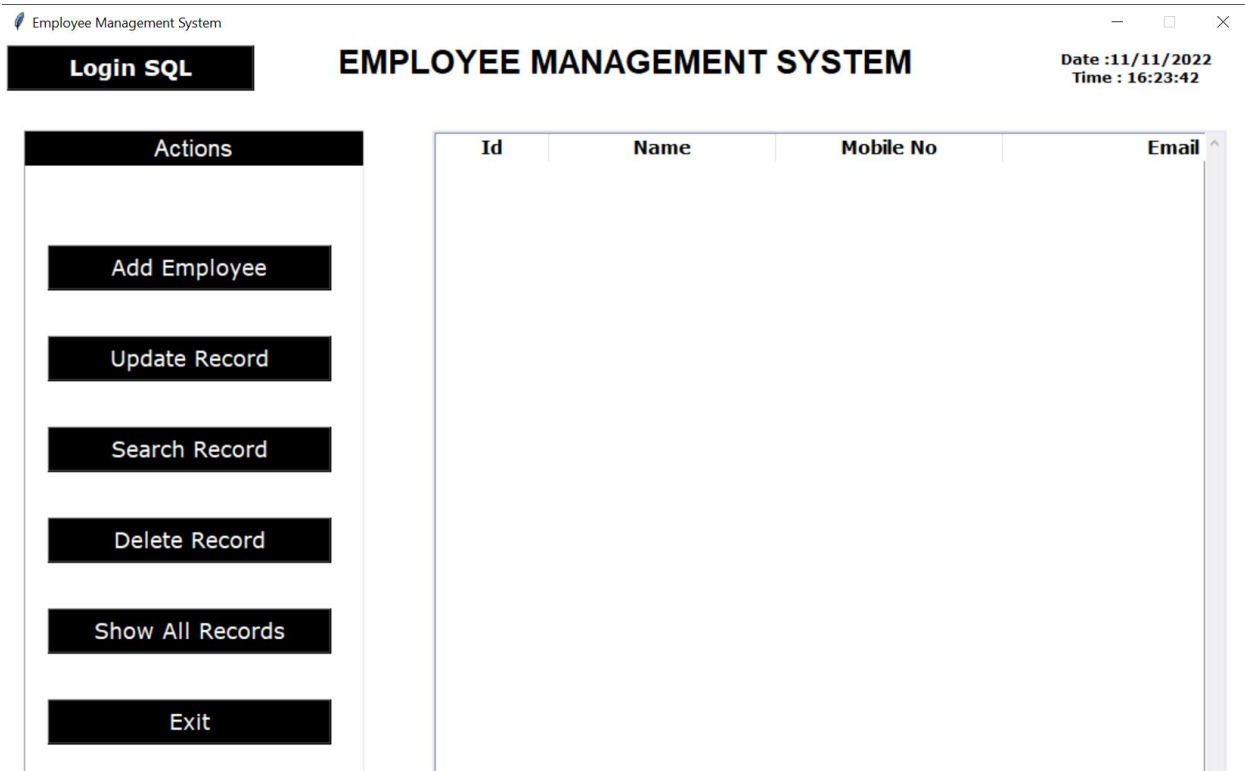 Employee Management System
Login SQL
EMPLOYEE MANAGEMENT SYSTEM
Date :11/11/2022
Time : 16:23:42
Actions
Id Name Mobile No Email
Add Employee
Update Record
Search Record
Delete Record
Show All Records
Exit